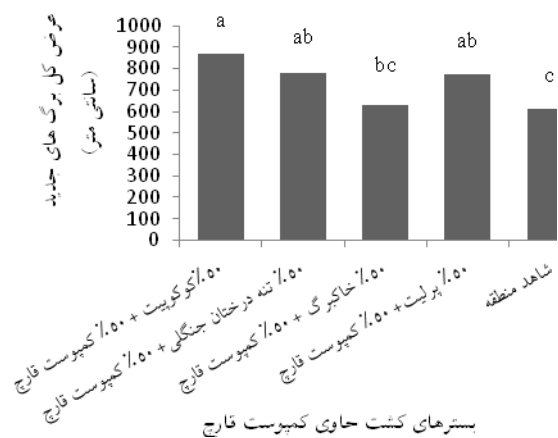 عرض کل برگ های جدید
(سانتی متر)
1000
900
800
700
600
500
400
300
200
100
0
a
ab
bc
ab
c
۵۰٪ کوکوپیت + ۵۰٪ کمپوست قارچ
۵۰٪ تنه درختان جنگلی + ۵۰٪ کمپوست قارچ
۵۰٪ خاکبرگ + ۵۰٪ کمپوست قارچ
۵۰٪ پرلیت + ۵۰٪ کمپوست قارچ
شاهد منطقه
بسترهای کشت حاوی کمپوست قارچ